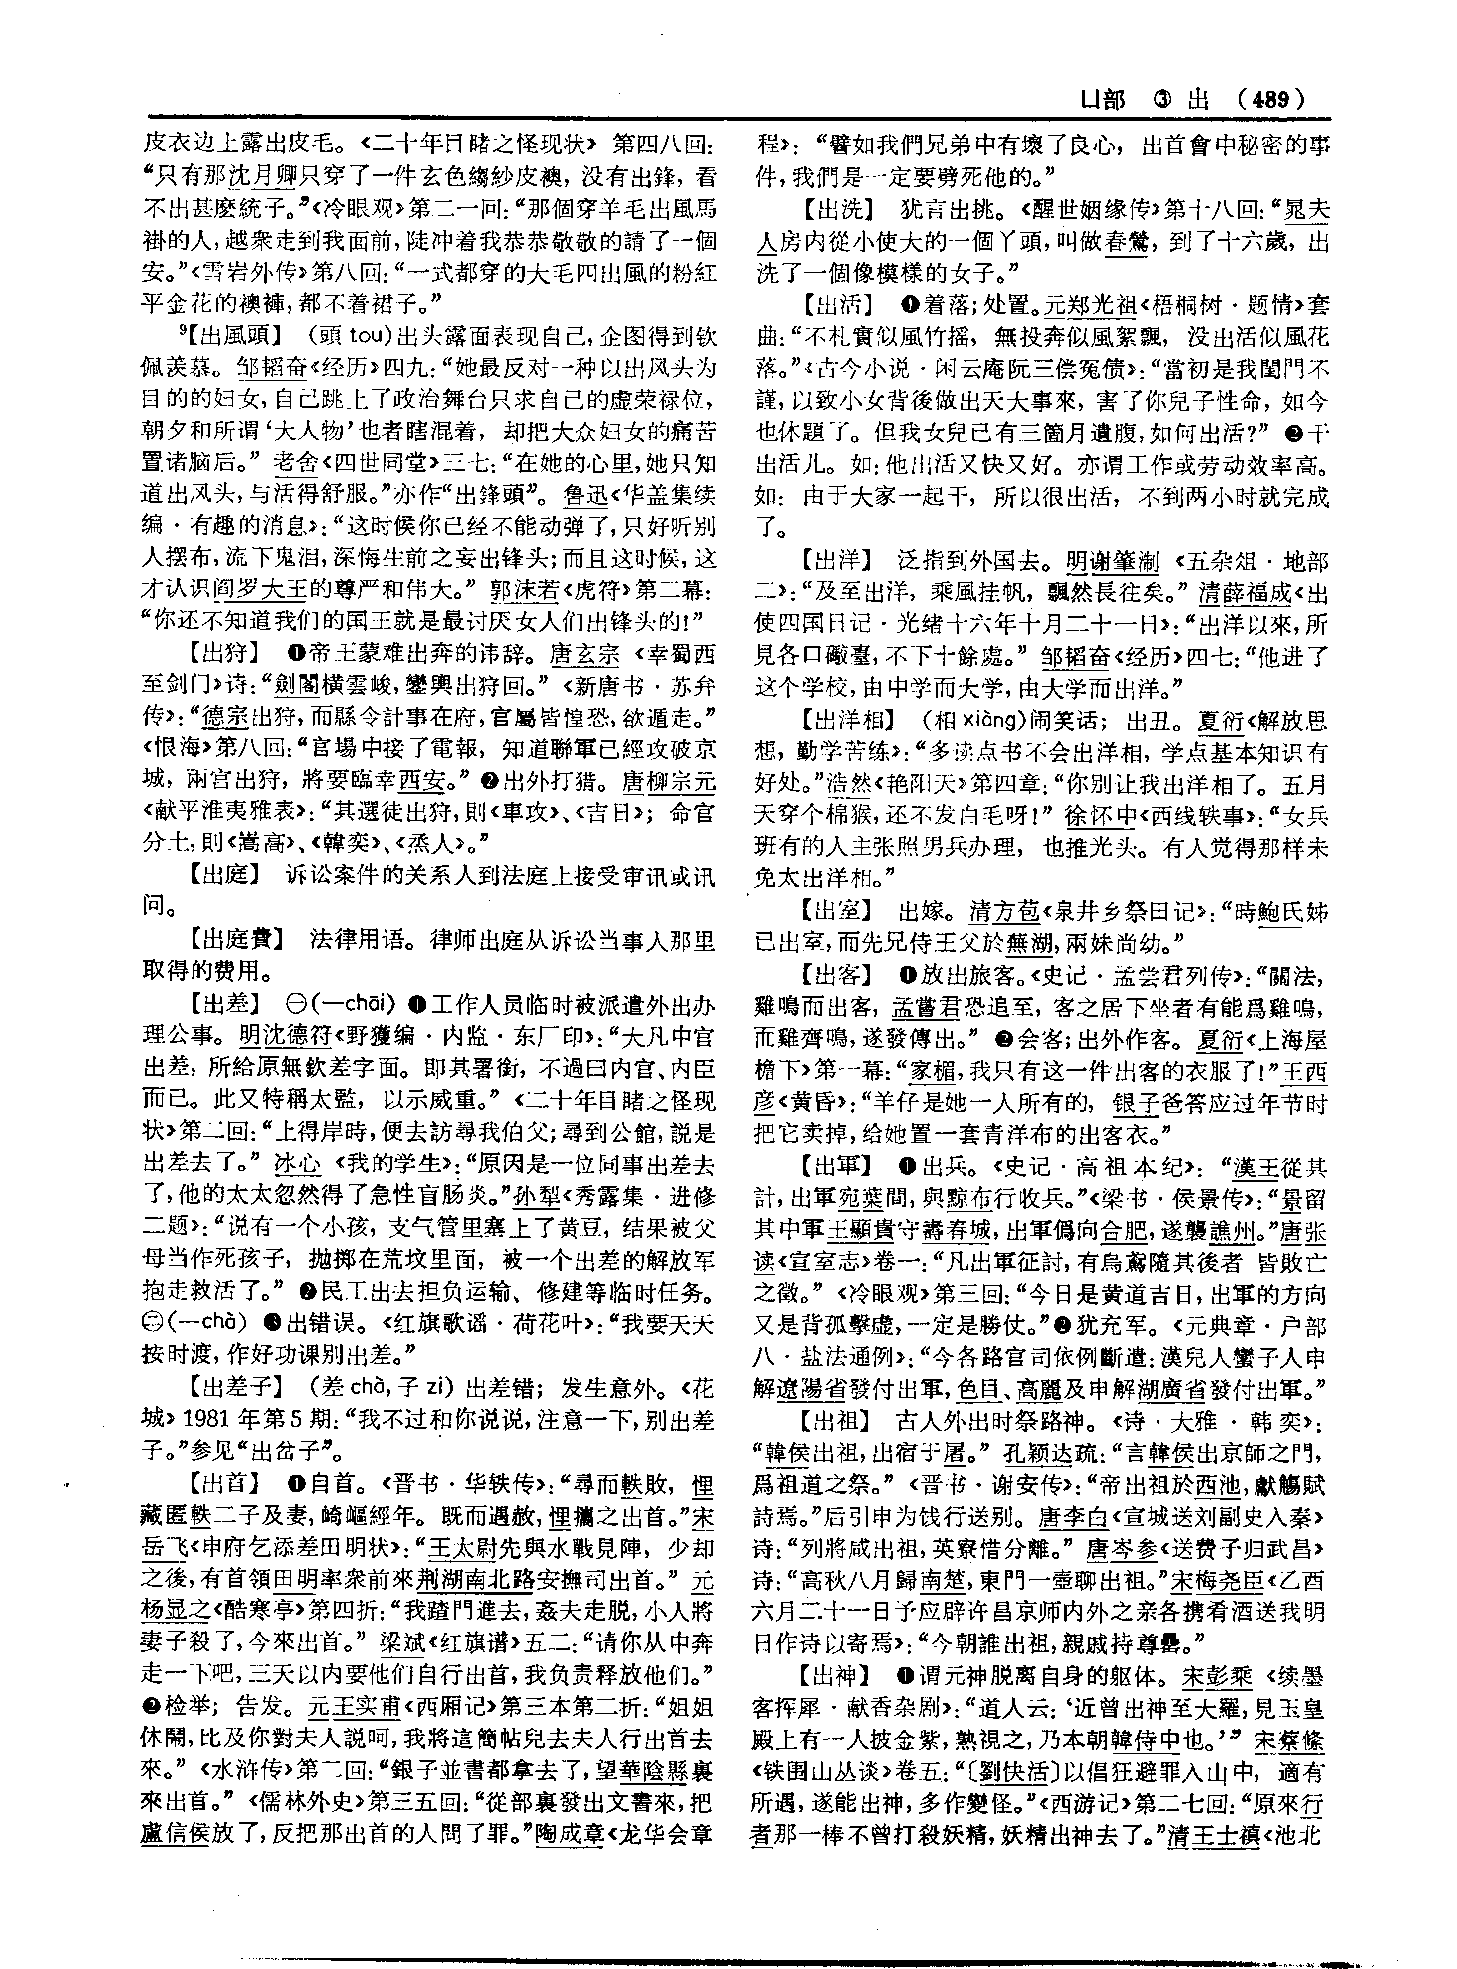 凵部 ③ 出 (489)
皮衣边上露出皮毛。《二十年目睹之怪现状》第四八回：
“只有那沈月卿只穿了一件玄色縐紗皮襖，没有出鋒，看
不出甚麽統子。”《冷眼观》第二一回：“那個穿羊毛出風馬
褂的人，越衆走到我面前，陡冲着我恭恭敬敬的請了一個
安。”《雪岩外传》第八回：“一式都穿的大毛四出風的粉紅
平金花的襖褲，都不着裙子。”
⁹【出風頭】 (頭 tou)出头露面表现自己，企图得到钦
佩羡慕。邹韬奋《经历》四九：“她最反对一种以出风头为
目的的妇女，自己跳上了政治舞台只求自己的虚荣禄位，
朝夕和所谓‘大人物’也者瞎混着，却把大众妇女的痛苦
置诸脑后。”老舍《四世同堂》三七：“在她的心里，她只知
道出风头，与活得舒服。”亦作“出鋒頭”。鲁迅《华盖集续
编·有趣的消息》：“这时候你已经不能动弹了，只好听别
人摆布，流下鬼泪，深悔生前之妄出锋头；而且这时候，这
才认识阎罗大王的尊严和伟大。”郭沫若《虎符》第二幕：
“你还不知道我们的国王就是最讨厌女人们出锋头的！”
【出狩】 ❶帝王蒙难出奔的讳辞。唐玄宗《幸蜀西
至剑门》诗：“劍閣横雲峻，鑾輿出狩回。”《新唐书·苏弁
传》：“德宗出狩，而縣令計事在府，官屬皆惶恐，欲遁走。”
《恨海》第八回：“官場中接了電報，知道聯軍已經攻破京
城，兩宫出狩，將要臨幸西安。”❷出外打猎。唐柳宗元
《献平淮夷雅表》：“其選徒出狩，則《車攻》、《吉日》；命官
分土，則《嵩高》、《韓奕》、《烝人》。”
【出庭】 诉讼案件的关系人到法庭上接受审讯或讯
问。
【出庭費】 法律用语。律师出庭从诉讼当事人那里
取得的费用。
【出差】 ㊀(一chāi) ❶工作人员临时被派遣外出办
理公事。明沈德符《野獲编·内监·东厂印》：“大凡中官
出差，所給原無欽差字面。即其署銜，不過曰内官、内臣
而已。此又特稱太監，以示威重。”《二十年目睹之怪现
状》第二回：“上得岸時，便去訪尋我伯父；尋到公館，説是
出差去了。”冰心《我的学生》：“原因是一位同事出差去
了，他的太太忽然得了急性盲肠炎。”孙犁《秀露集·进修
二题》：“说有一个小孩，支气管里塞上了黄豆，结果被父
母当作死孩子，抛掷在荒坟里面，被一个出差的解放军
抱走救活了。”❷民工出去担负运输、修建等临时任务。
㊁(一chà) ❸出错误。《红旗歌谣·荷花叶》：“我要天天
按时渡，作好功课别出差。”
【出差子】 (差 chà，子 zi) 出差错；发生意外。《花
城》1981 年第 5 期：“我不过和你说说，注意一下，别出差
子。”参见“出岔子”。
【出首】 ❶自首。《晋书·华轶传》：“尋而軼敗，悝
藏匿軼二子及妻，崎嶇經年。既而遇赦，悝攜之出首。”宋
岳飞《申府乞添差田明状》：“王太尉先與水戰見陣，少却
之後，有首領田明率衆前來荆湖南北路安撫司出首。”元
杨显之《酷寒亭》第四折：“我蹅門進去，姦夫走脱，小人將
妻子殺了，今來出首。”梁斌《红旗谱》五二：“请你从中奔
走一下吧，三天以内要他们自行出首，我负责释放他们。”
❷检举；告发。元王实甫《西厢记》第三本第二折：“姐姐
休鬧，比及你對夫人説呵，我將這簡帖兒去夫人行出首去
來。”《水浒传》第二回：“銀子並書都拿去了，望華陰縣裏
來出首。”《儒林外史》第三五回：“從部裏發出文書來，把
盧信侯放了，反把那出首的人問了罪。”陶成章《龙华会章
程》：“譬如我們兄弟中有壞了良心，出首會中秘密的事
件，我們是一定要劈死他的。”
【出洗】 犹言出挑。《醒世姻缘传》第十八回：“晁夫
人房内從小使大的一個丫頭，叫做春鶯，到了十六歲，出
洗了一個像模樣的女子。”
【出活】 ❶着落；处置。元郑光祖《梧桐树·题情》套
曲：“不札實似風竹摇，無投奔似風絮飄，没出活似風花
落。”《古今小说·闲云庵阮三偿冤债》：“當初是我閨門不
謹，以致小女背後做出天大事來，害了你兒子性命，如今
也休題了。但我女兒已有三箇月遺腹，如何出活？”❷干
出活儿。如：他出活又快又好。亦谓工作或劳动效率高。
如：由于大家一起干，所以很出活，不到两小时就完成
了。
【出洋】 泛指到外国去。明谢肇淛《五杂俎·地部
二》：“及至出洋，乘風挂帆，飄然長往矣。”清薛福成《出
使四国日记·光绪十六年十月二十一日》：“出洋以來，所
見各口礮臺，不下十餘處。”邹韬奋《经历》四七：“他进了
这个学校，由中学而大学，由大学而出洋。”
【出洋相】 (相 xiàng)闹笑话；出丑。夏衍《解放思
想，勤学苦练》：“多读点书不会出洋相，学点基本知识有
好处。”浩然《艳阳天》第四章：“你别让我出洋相了。五月
天穿个棉猴，还不发白毛呀！”徐怀中《西线轶事》：“女兵
班有的人主张照男兵办理，也推光头。有人觉得那样未
免太出洋相。”
【出室】 出嫁。清方苞《泉井乡祭田记》：“時鮑氏姊
已出室，而先兄侍王父於蕪湖，兩妹尚幼。”
【出客】 ❶放出旅客。《史记·孟尝君列传》：“關法，
雞鳴而出客，孟嘗君恐追至，客之居下坐者有能爲雞鳴，
而雞齊鳴，遂發傳出。”❷会客；出外作客。夏衍《上海屋
檐下》第一幕：“家楣，我只有这一件出客的衣服了！”王西
彦《黄昏》：“羊仔是她一人所有的，银子爸答应过年节时
把它卖掉，给她置一套青洋布的出客衣。”
【出軍】 ❶出兵。《史记·高祖本纪》：“漢王從其
計，出軍宛葉間，與黥布行收兵。”《梁书·侯景传》：“景留
其中軍王顯貴守壽春城，出軍僞向合肥，遂襲譙州。”唐张
读《宣室志》卷一：“凡出軍征討，有烏鳶隨其後者 皆敗亡
之徵。”《冷眼观》第三回：“今日是黄道吉日，出軍的方向
又是背孤擊虚，一定是勝仗。”❷犹充军。《元典章·户部
八·盐法通例》：“今各路官司依例斷遣：漢兒人蠻子人申
解遼陽省發付出軍，色目、高麗及申解湖廣省發付出軍。”
【出祖】 古人外出时祭路神。《诗·大雅·韩奕》：
“韓侯出祖，出宿于屠。”孔颖达疏：“言韓侯出京師之門，
爲祖道之祭。”《晋书·谢安传》：“帝出祖於西池，獻觴賦
詩焉。”后引申为饯行送别。唐李白《宣城送刘副史入秦》
诗：“列將咸出祖，英寮惜分離。”唐岑参《送费子归武昌》
诗：“高秋八月歸南楚，東門一壺聊出祖。”宋梅尧臣《乙酉
六月二十一日予应辟许昌京师内外之亲各携肴酒送我明
日作诗以寄焉》：“今朝誰出祖，親戚持尊罍。”
【出神】 ❶谓元神脱离自身的躯体。宋彭乘《续墨
客挥犀·献香杂剧》：“道人云：‘近曾出神至大羅，見玉皇
殿上有一人披金紫，熟視之，乃本朝韓侍中也。’”宋蔡絛
《铁围山丛谈》卷五：“〔劉快活〕以倡狂避罪入山中，適有
所遇，遂能出神，多作變怪。”《西游记》第二七回：“原來行
者那一棒不曾打殺妖精，妖精出神去了。”清王士禛《池北